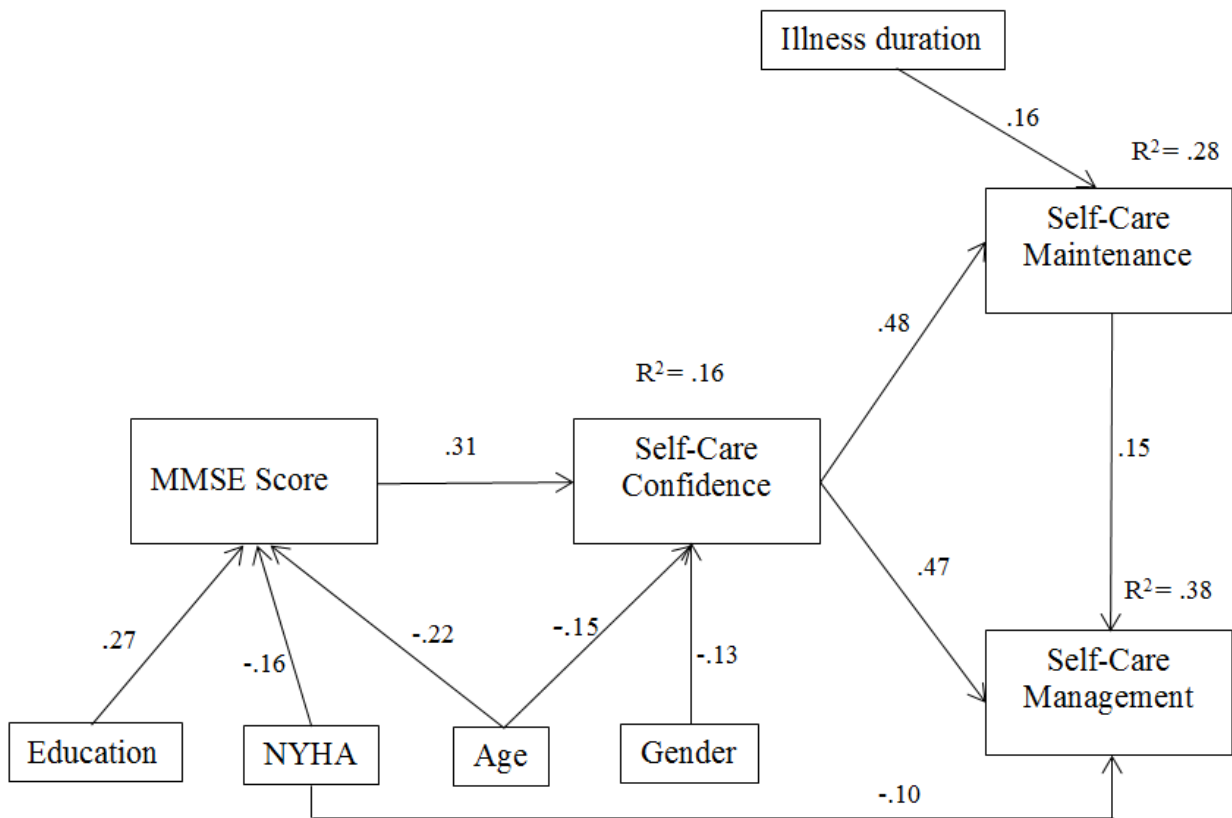 Illness duration
.16
R² = .28
Self-Care
Maintenance
.48
R² = .16
MMSE Score
.31
Self-Care
Confidence
.15
.47
R² = .38
.27
-.16
-.22
-.15
-.13
Self-Care
Management
Education
NYHA
Age
Gender
-.10